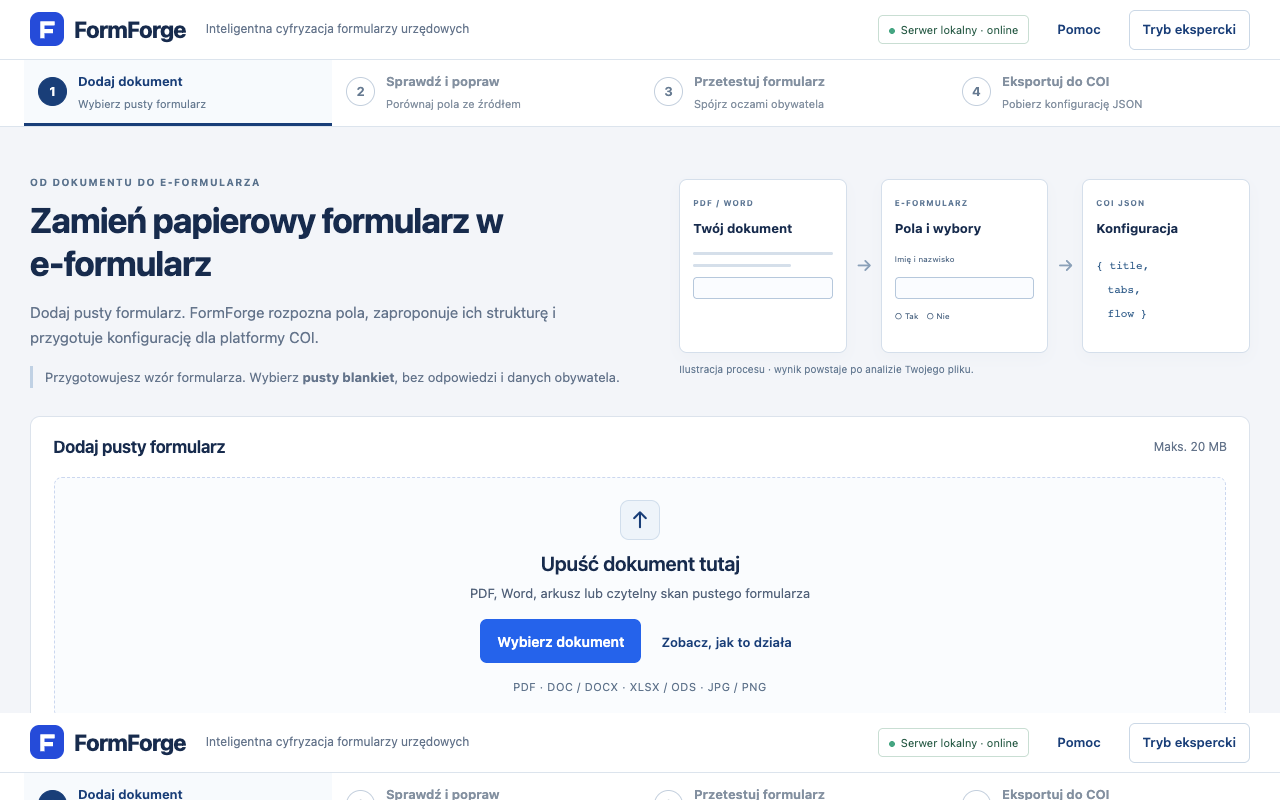 F FormForge Inteligentna cyfryzacja formularzy urzędowych Serwer lokalny · online Pomoc Tryb ekspercki
1 Dodaj dokument
Wybierz pusty formularz
2 Sprawdź i popraw
Porównaj pola ze źródłem
3 Przetestuj formularz
Spójrz oczami obywatela
4 Eksportuj do COI
Pobierz konfigurację JSON
OD DOKUMENTU DO E-FORMULARZA
Zamień papierowy formularz w
e-formularz
Dodaj pusty formularz. FormForge rozpozna pola, zaproponuje ich strukturę i
przygotuje konfigurację dla platformy COI.
Przygotowujesz wzór formularza. Wybierz pusty blankiet, bez odpowiedzi i danych obywatela.
PDF / WORD
Twój dokument
E-FORMULARZ
Pola i wybory
Imię i nazwisko
Tak Nie
COI JSON
Konfiguracja
{ title,
tabs,
flow }
Ilustracja procesu · wynik powstaje po analizie Twojego pliku.
Dodaj pusty formularz Maks. 20 MB
Upuść dokument tutaj
PDF, Word, arkusz lub czytelny skan pustego formularza
Wybierz dokument Zobacz, jak to działa
PDF · DOC / DOCX · XLSX / ODS · JPG / PNG
F FormForge Inteligentna cyfryzacja formularzy urzędowych Serwer lokalny · online Pomoc Tryb ekspercki
Dodaj dokument Sprawdź i popraw Przetestuj formularz Eksportuj do COI